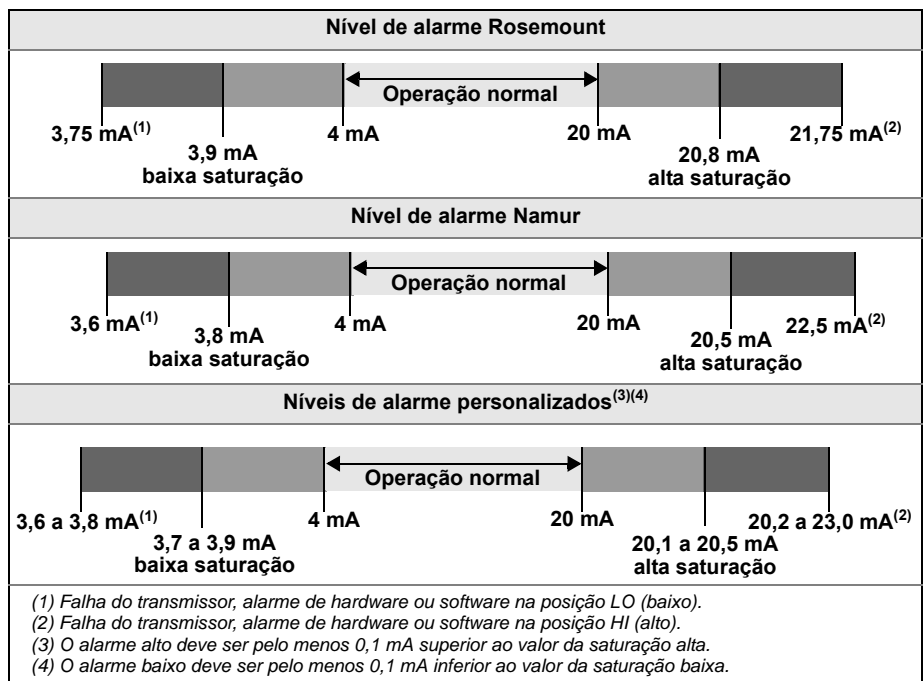 Nível de alarme Rosemount
Operação normal
3,75 mA(1)
4 mA
20 mA
21,75 mA(2)
3,9 mA
baixa saturação
20,8 mA
alta saturação
Nível de alarme Namur
Operação normal
3,6 mA(1)
4 mA
20 mA
22,5 mA(2)
3,8 mA
baixa saturação
20,5 mA
alta saturação
Níveis de alarme personalizados(3)(4)
Operação normal
3,6 a 3,8 mA(1)
4 mA
20 mA
20,2 a 23,0 mA(2)
3,7 a 3,9 mA
baixa saturação
20,1 a 20,5 mA
alta saturação
(1) Falha do transmissor, alarme de hardware ou software na posição LO (baixo).
(2) Falha do transmissor, alarme de hardware ou software na posição HI (alto).
(3) O alarme alto deve ser pelo menos 0,1 mA superior ao valor da saturação alta.
(4) O alarme baixo deve ser pelo menos 0,1 mA inferior ao valor da saturação baixa.